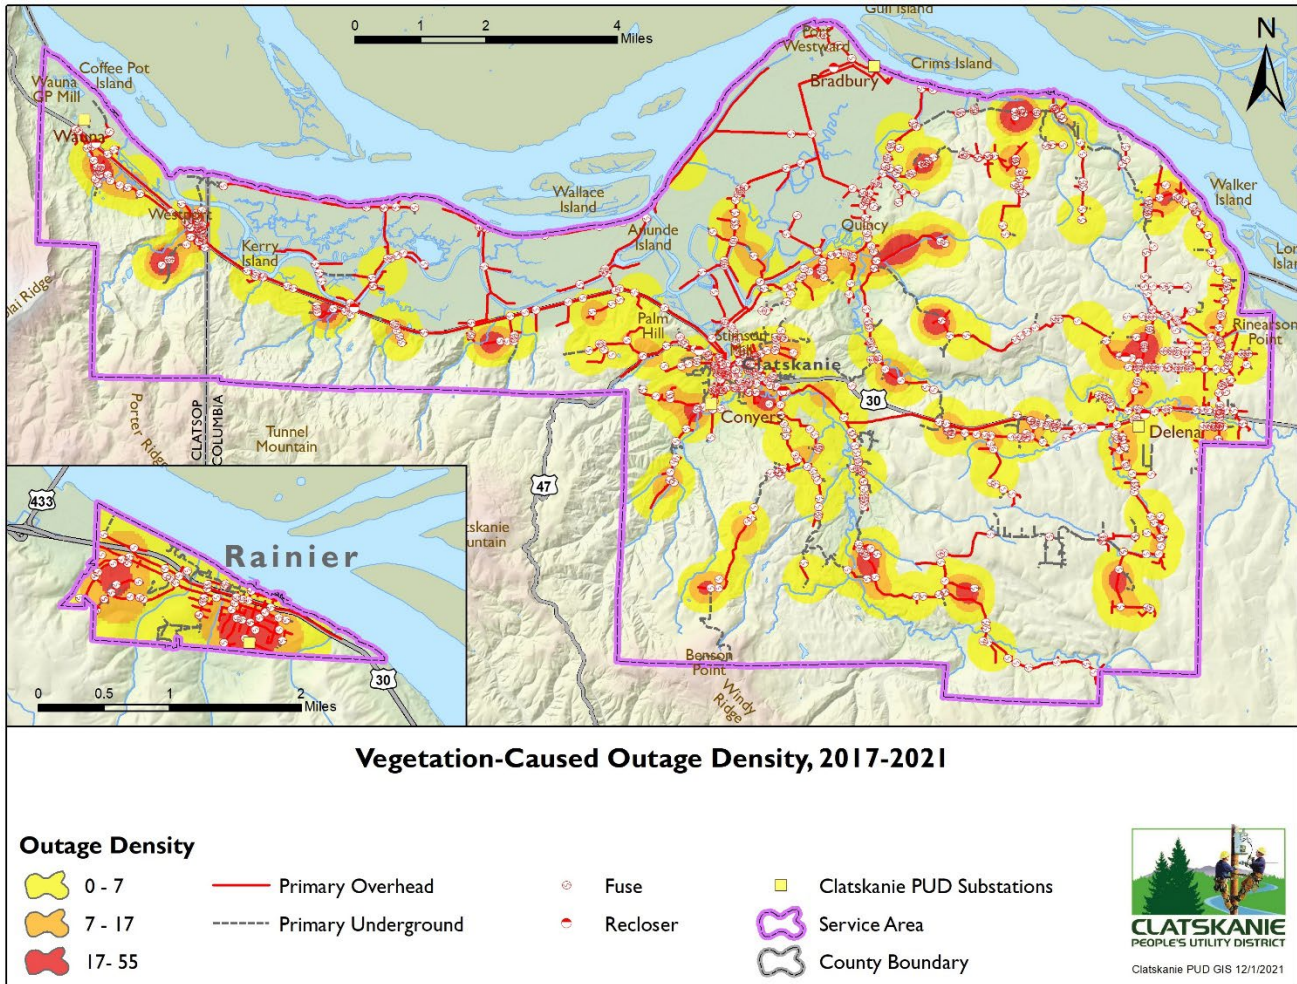 0 1 2 4
Miles
Gull Island
Port
Westward
N
Coffee Pot
Island
Wauna
GP Mill
Crims Island
Bradbury
Wauna
Wallace
Island
Walker
Island
Westport
Anunde
Island
Quincy
Kerry
Island
Palm
Hill
Stimson
Mill
Rinearson
Point
Clatskanie
30
Conyers
Delena
CLATSOP
COLUMBIA
Porter Ridge
Tunnel
Mountain
47
433
Rainier
30
0 0.5 1 2
Miles
Benson
Point
Windy
Ridge
Vegetation-Caused Outage Density, 2017-2021
Outage Density
0 - 7
Primary Overhead
Fuse
Clatskanie PUD Substations
7 - 17
Primary Underground
Recloser
Service Area
17- 55
County Boundary
CLATSKANIE
PEOPLE'S UTILITY DISTRICT
Clatskanie PUD GIS 12/1/2021